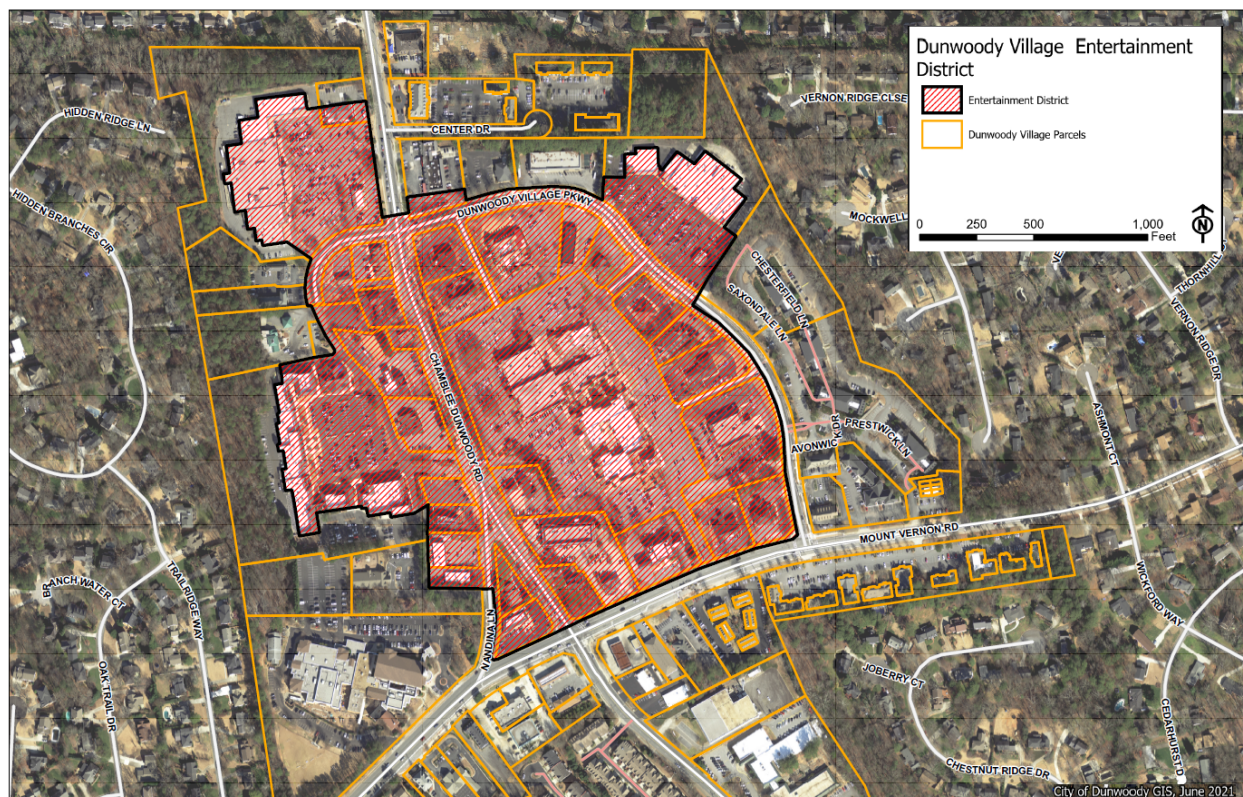 Dunwoody Village Entertainment
District
Entertainment District
Dunwoody Village Parcels
0 250 500 1,000
Feet
N
HIDDEN RIDGE LN
HIDDEN BRANCHES CIR
CENTER DR
VERNON RIDGE CLSE
DUNWOODY VILLAGE PKWY
MOCKWELL
CHESTERFIELD LN
SAXONDALE LN
THORNHILL
VERNON RIDGE DR
CHAMBLEE DUNWOODY RD
ASHMONT CT
AVONWICK DR
PRESTWICK LN
MOUNT VERNON RD
BRANCH WATER CT
TRAILRIDGE WAY
OAK TRAIL DR
NANDINA LN
WICKFORD WAY
JOBERRY CT
CEDARHURST D
CHESTNUT RIDGE DR
City of Dunwoody GIS, June 2021